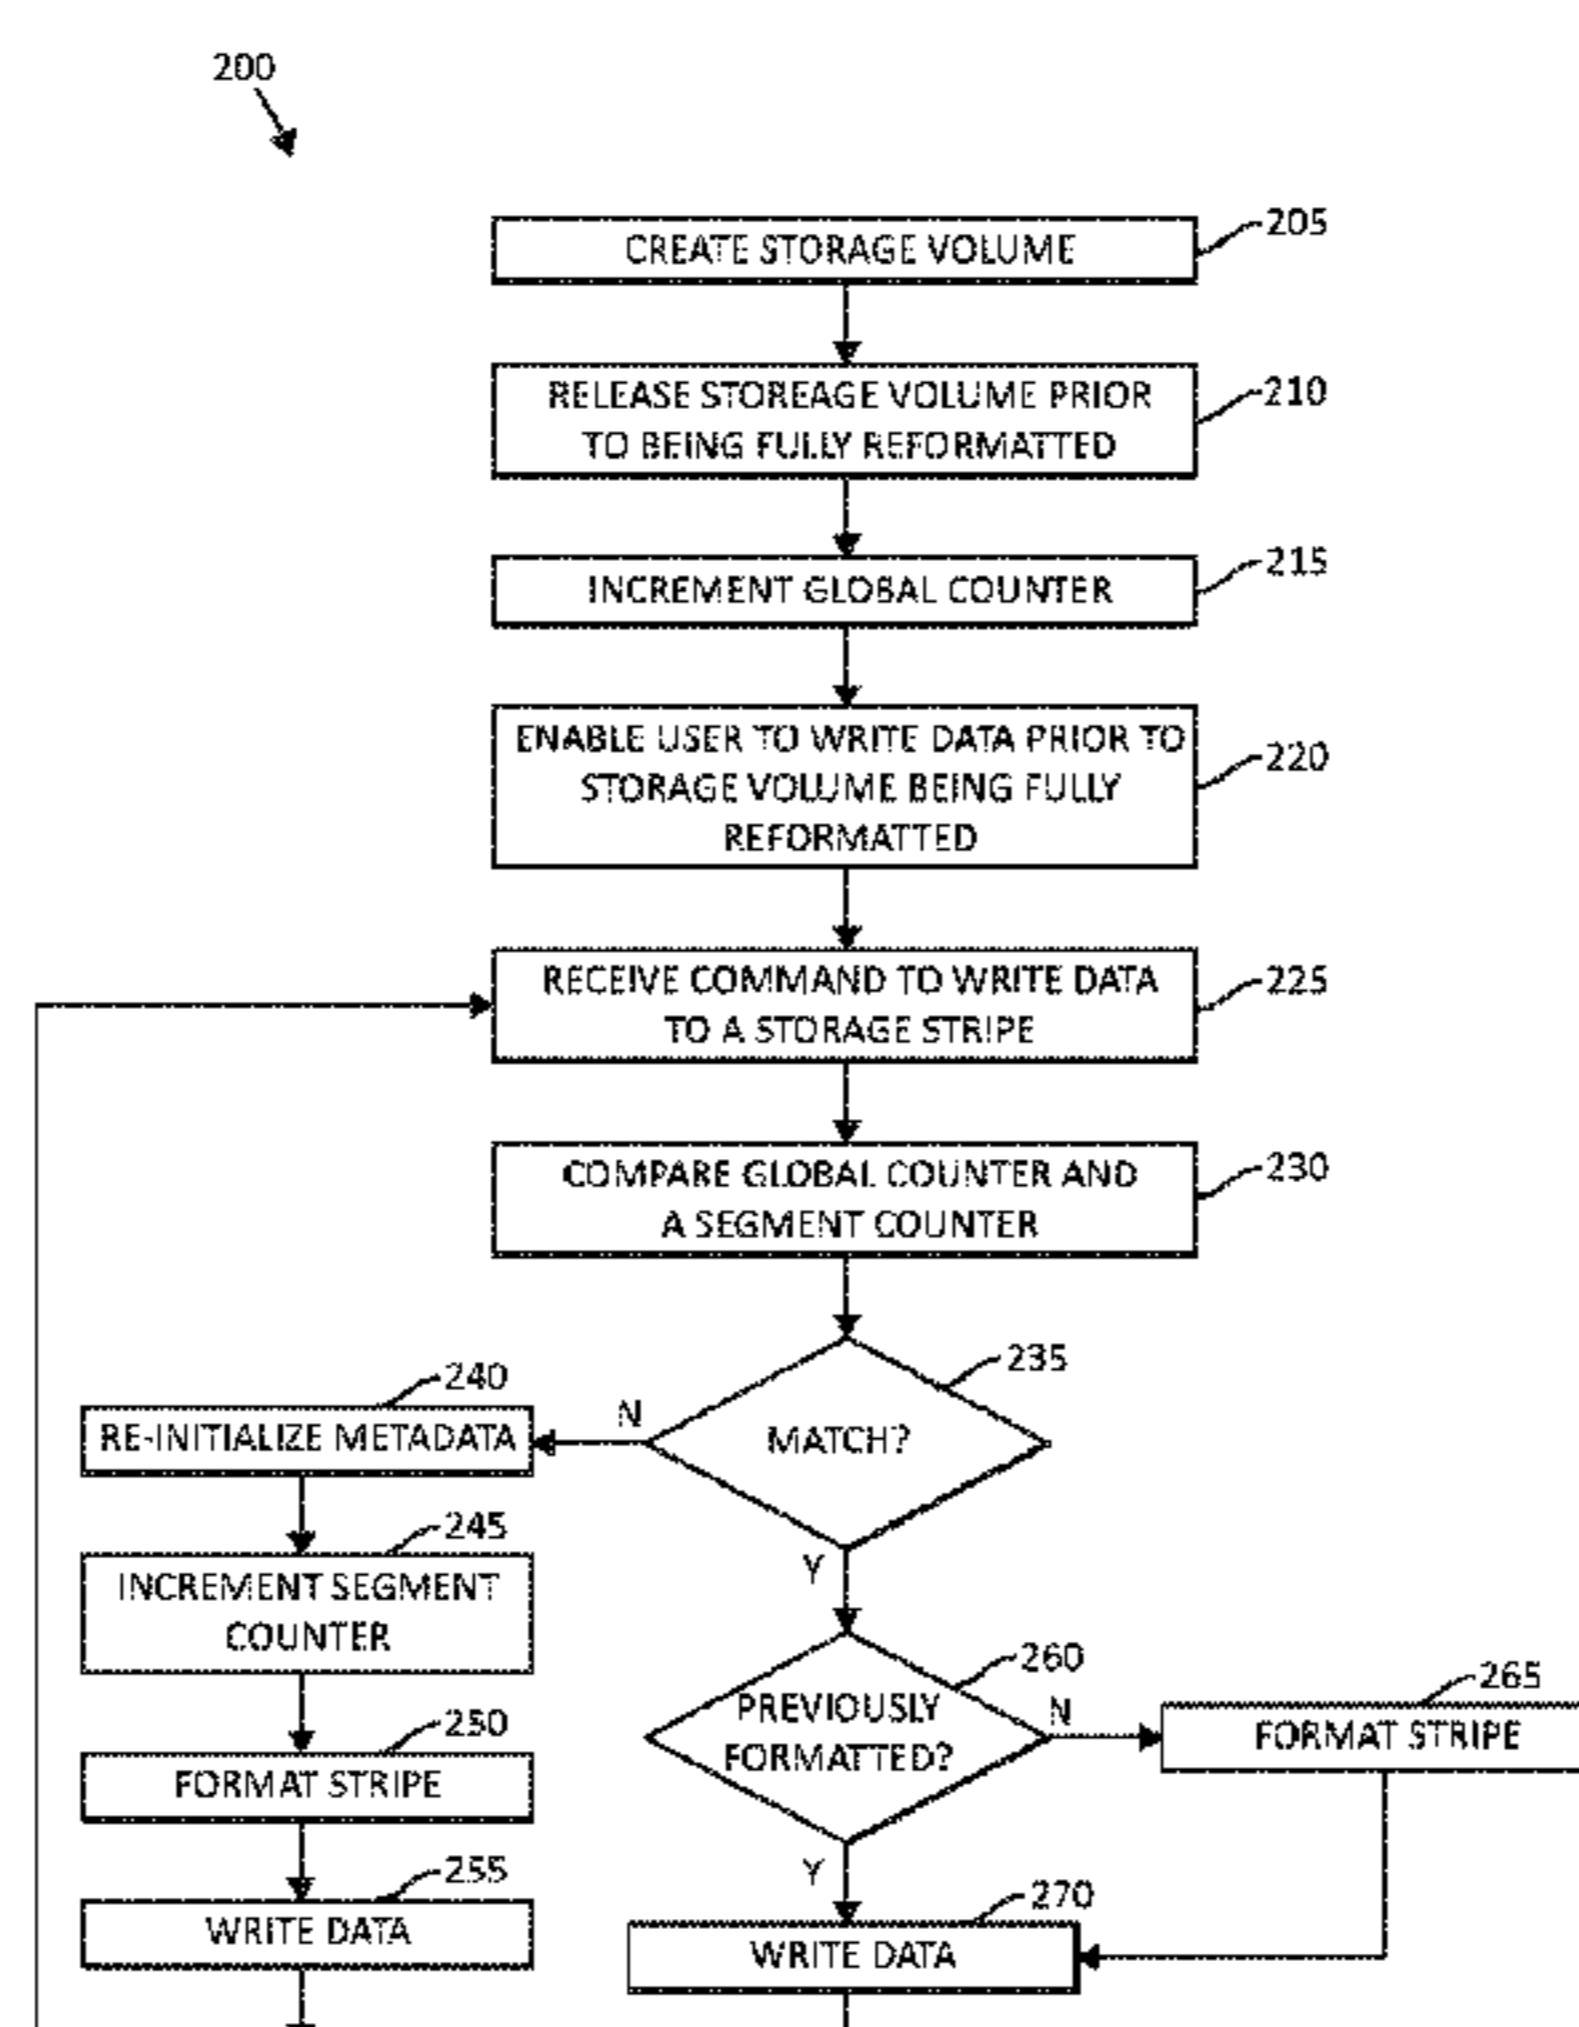 200
CREATE STORAGE VOLUME
205
RELEASE STOREAGE VOLUME PRIOR
TO BEING FULLY REFORMATTED
210
INCREMENT GLOBAL COUNTER
215
ENABLE USER TO WRITE DATA PRIOR TO
STORAGE VOLUME BEING FULLY
REFORMATTED
220
RECEIVE COMMAND TO WRITE DATA
TO A STORAGE STRIPE
225
COMPARE GLOBAL COUNTER AND
A SEGMENT COUNTER
230
MATCH?
235
N
RE-INITIALIZE METADATA
240
INCREMENT SEGMENT
COUNTER
245
FORMAT STRIPE
250
WRITE DATA
255
Y
PREVIOUSLY
FORMATTED?
260
N
FORMAT STRIPE
265
Y
WRITE DATA
270